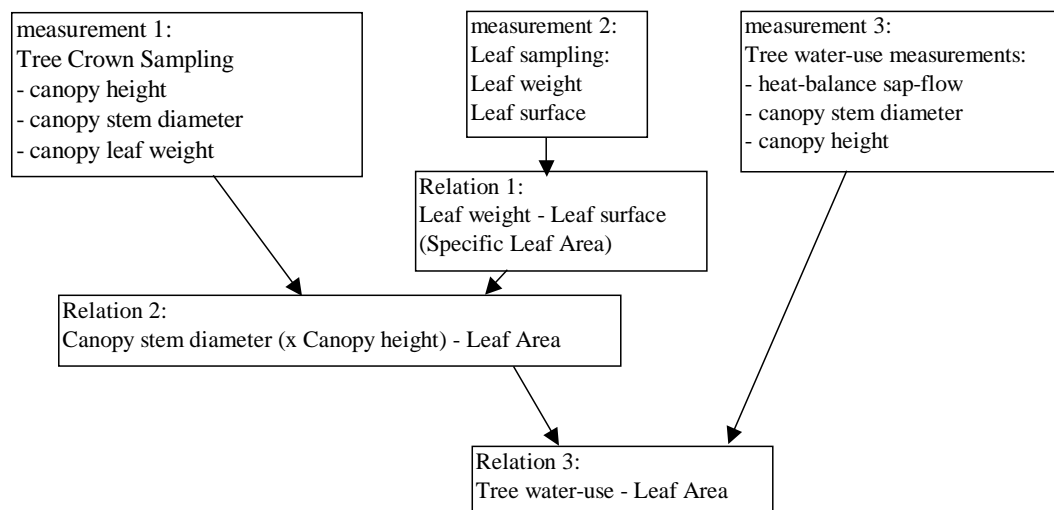 measurement 1:
Tree Crown Sampling
- canopy height
- canopy stem diameter
- canopy leaf weight
measurement 2:
Leaf sampling:
Leaf weight
Leaf surface
measurement 3:
Tree water-use measurements:
- heat-balance sap-flow
- canopy stem diameter
- canopy height
Relation 1:
Leaf weight - Leaf surface
(Specific Leaf Area)
Relation 2:
Canopy stem diameter (x Canopy height) - Leaf Area
Relation 3:
Tree water-use - Leaf Area